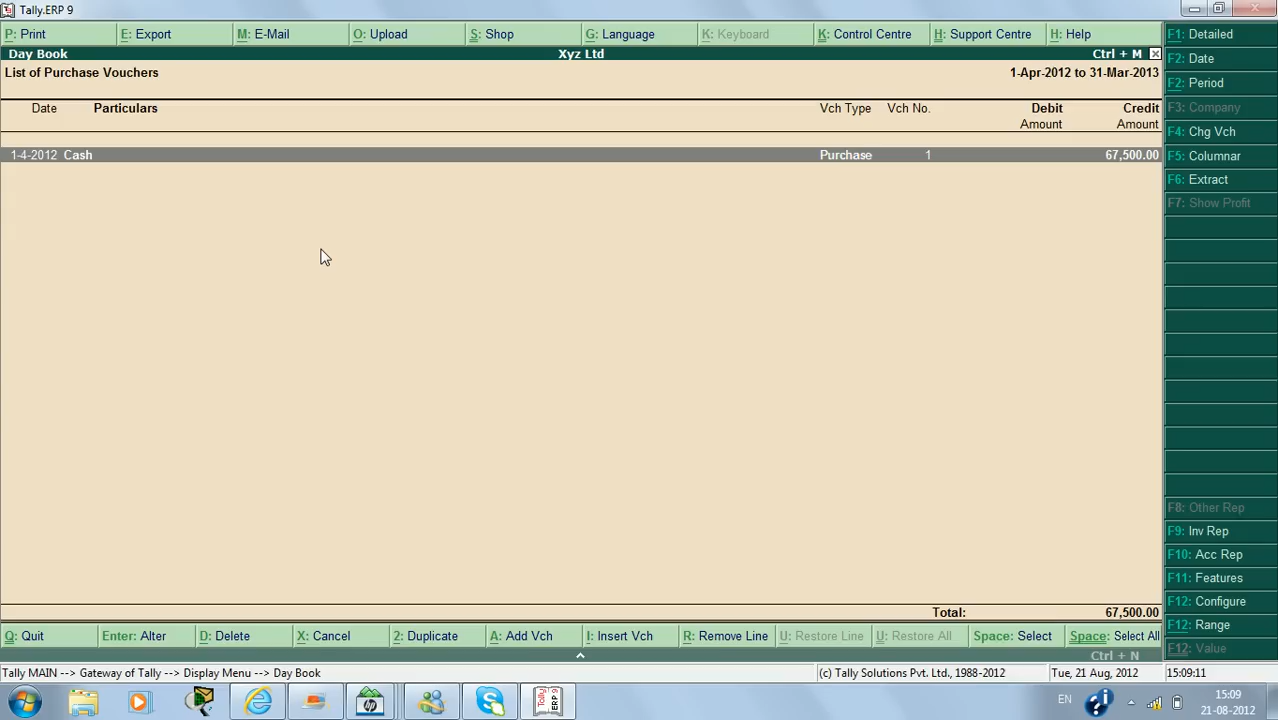 Tally.ERP 9
P: Print E: Export M: E-Mail O: Upload S: Shop G: Language K: Keyboard K: Control Centre H: Support Centre H: Help
Day Book Xyz Ltd Ctrl + M
List of Purchase Vouchers 1-Apr-2012 to 31-Mar-2013
Date Particulars Vch Type Vch No. Debit Credit
Amount Amount
1-4-2012 Cash Purchase 1 67,500.00
Total: 67,500.00
Q: Quit Enter: Alter D: Delete X: Cancel 2: Duplicate A: Add Vch I: Insert Vch R: Remove Line U: Restore Line U: Restore All Space: Select Space: Select All
Ctrl + N
F1: Detailed
F2: Date
F2: Period
F3: Company
F4: Chg Vch
F5: Columnar
F6: Extract
F7: Show Profit
F8: Other Rep
F9: Inv Rep
F10: Acc Rep
F11: Features
F12: Configure
F12: Range
F12: Value
Tally MAIN --> Gateway of Tally --> Display Menu --> Day Book (c) Tally Solutions Pvt. Ltd., 1988-2012 Tue, 21 Aug, 2012 15:09:11
hp Tally ERP 9 EN 15:09
21-08-2012